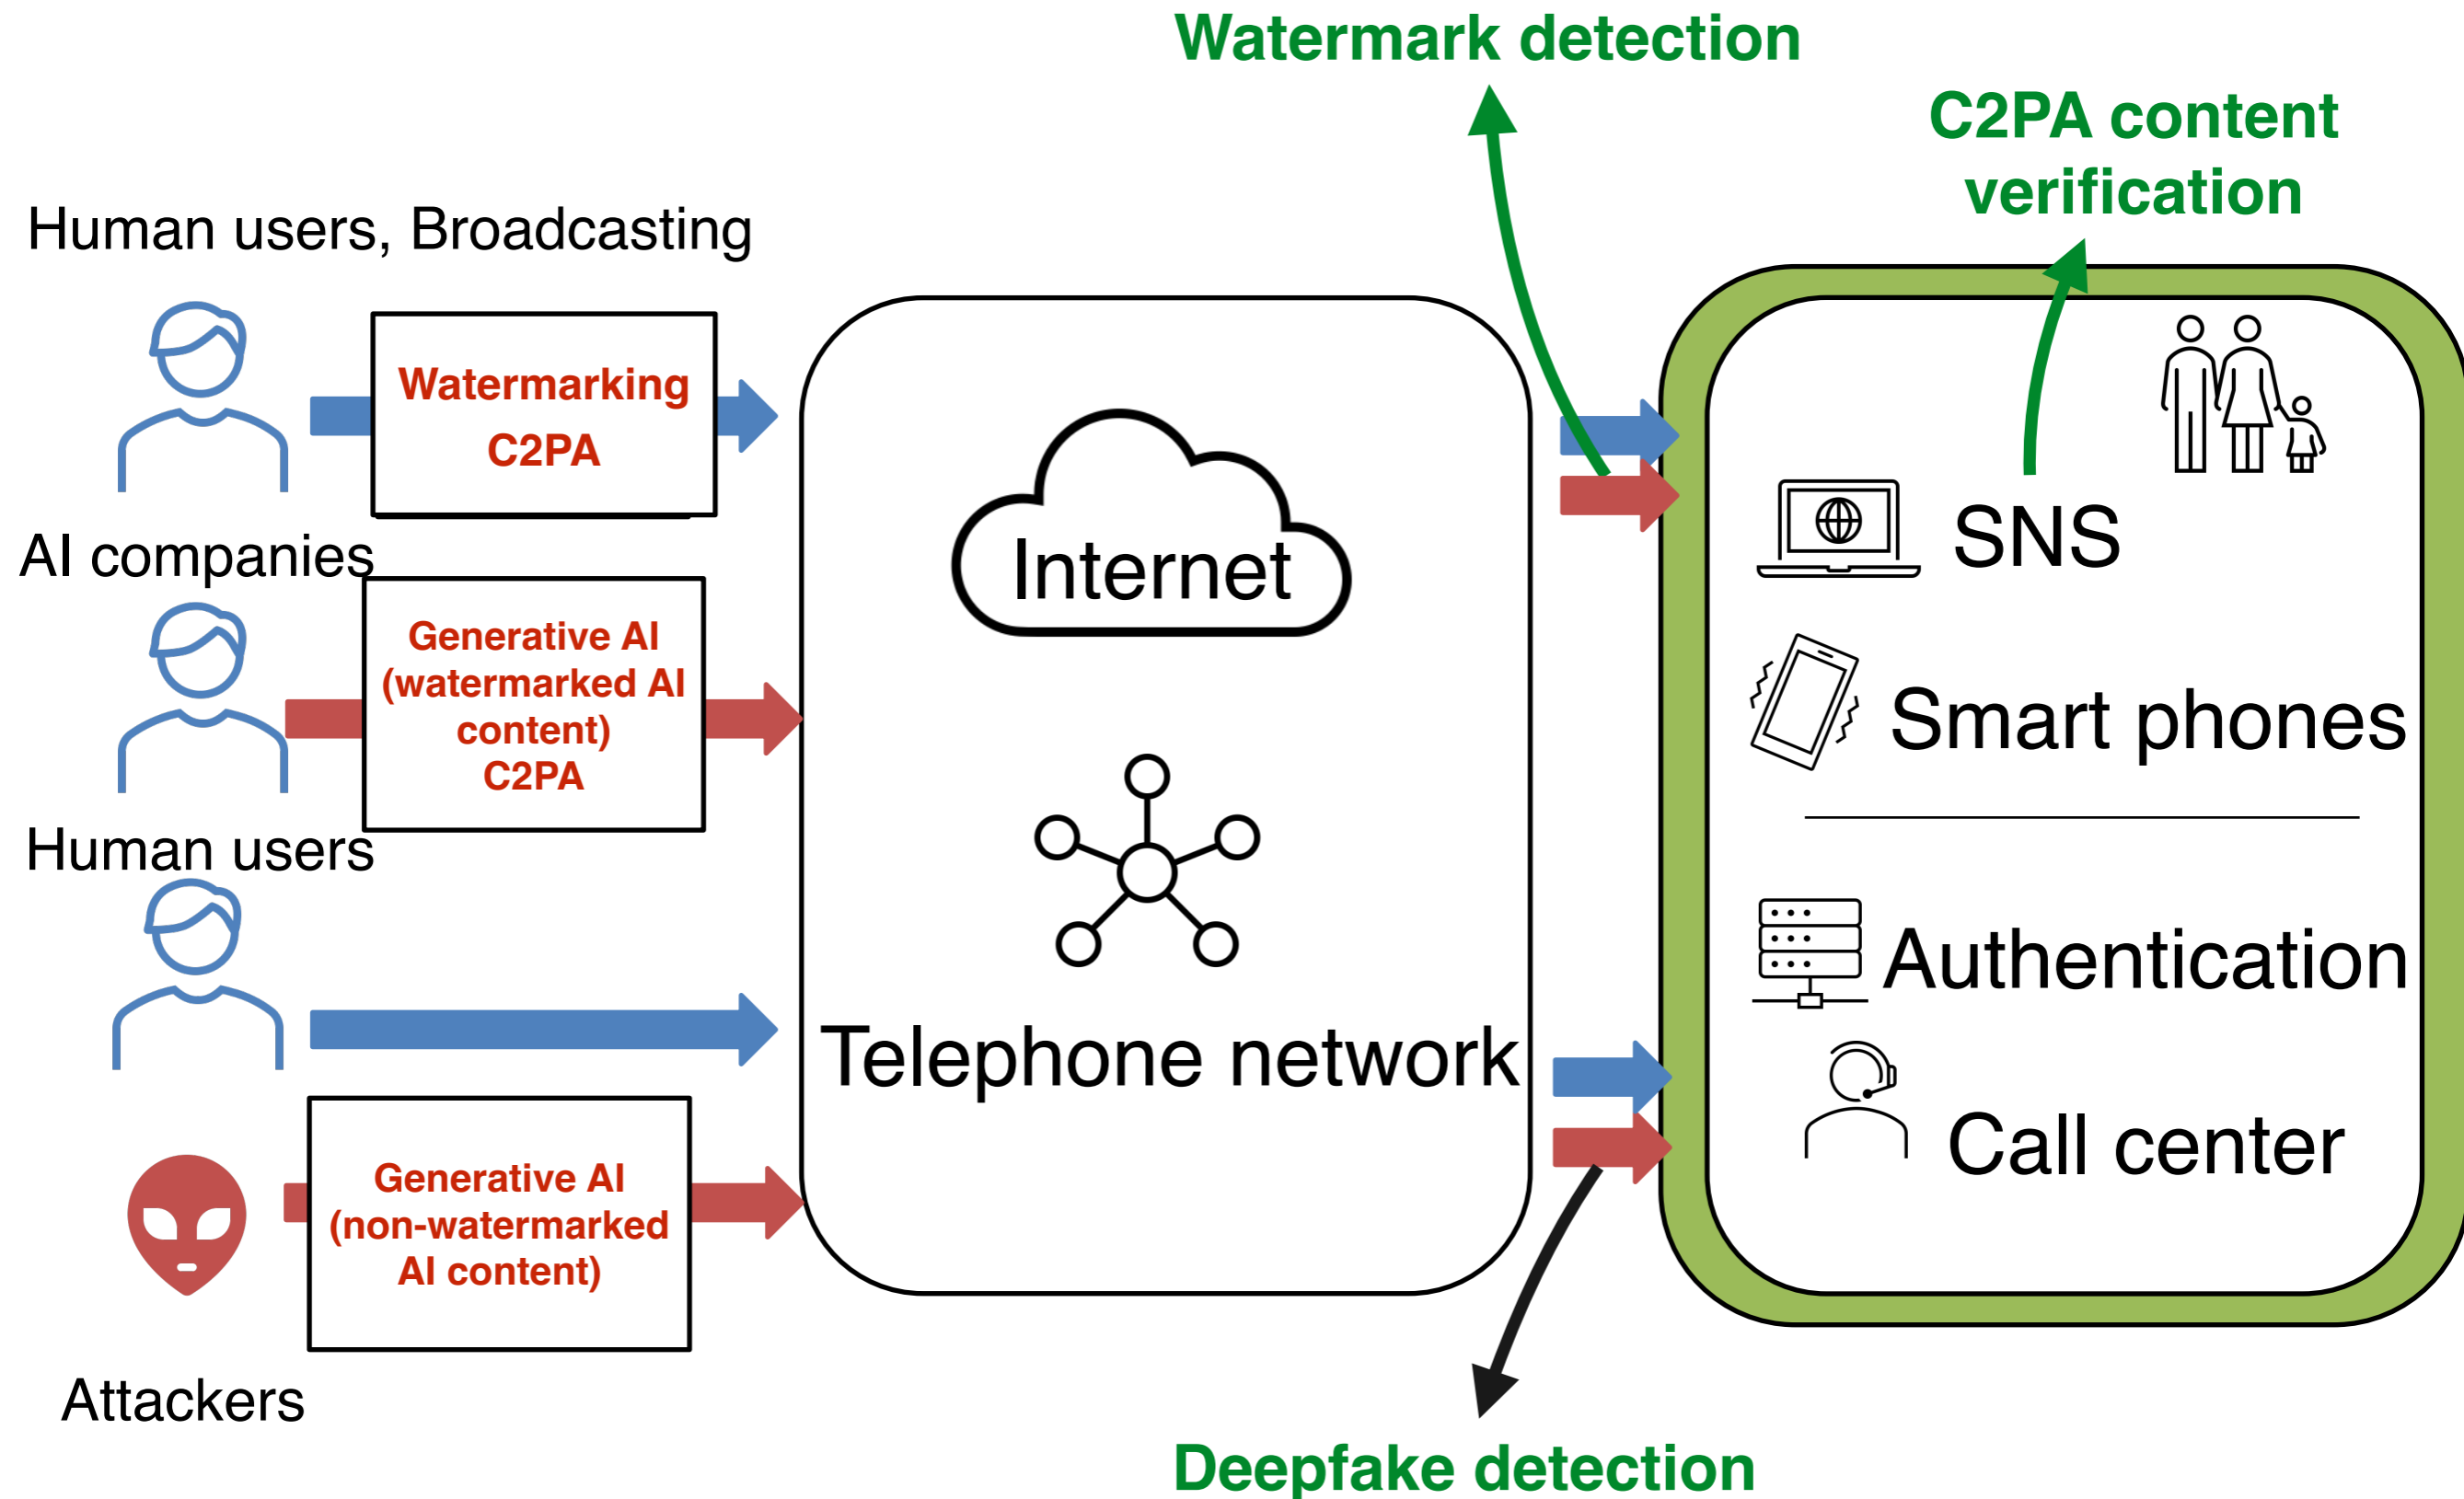 Watermark detection
C2PA content
verification
Human users, Broadcasting
Watermarking
C2PA
AI companies
Generative AI
(watermarked AI
content)
C2PA
Human users
Generative AI
(non-watermarked
AI content)
Attackers
Internet
Telephone network
SNS
Smart phones
Authentication
Call center
Deepfake detection